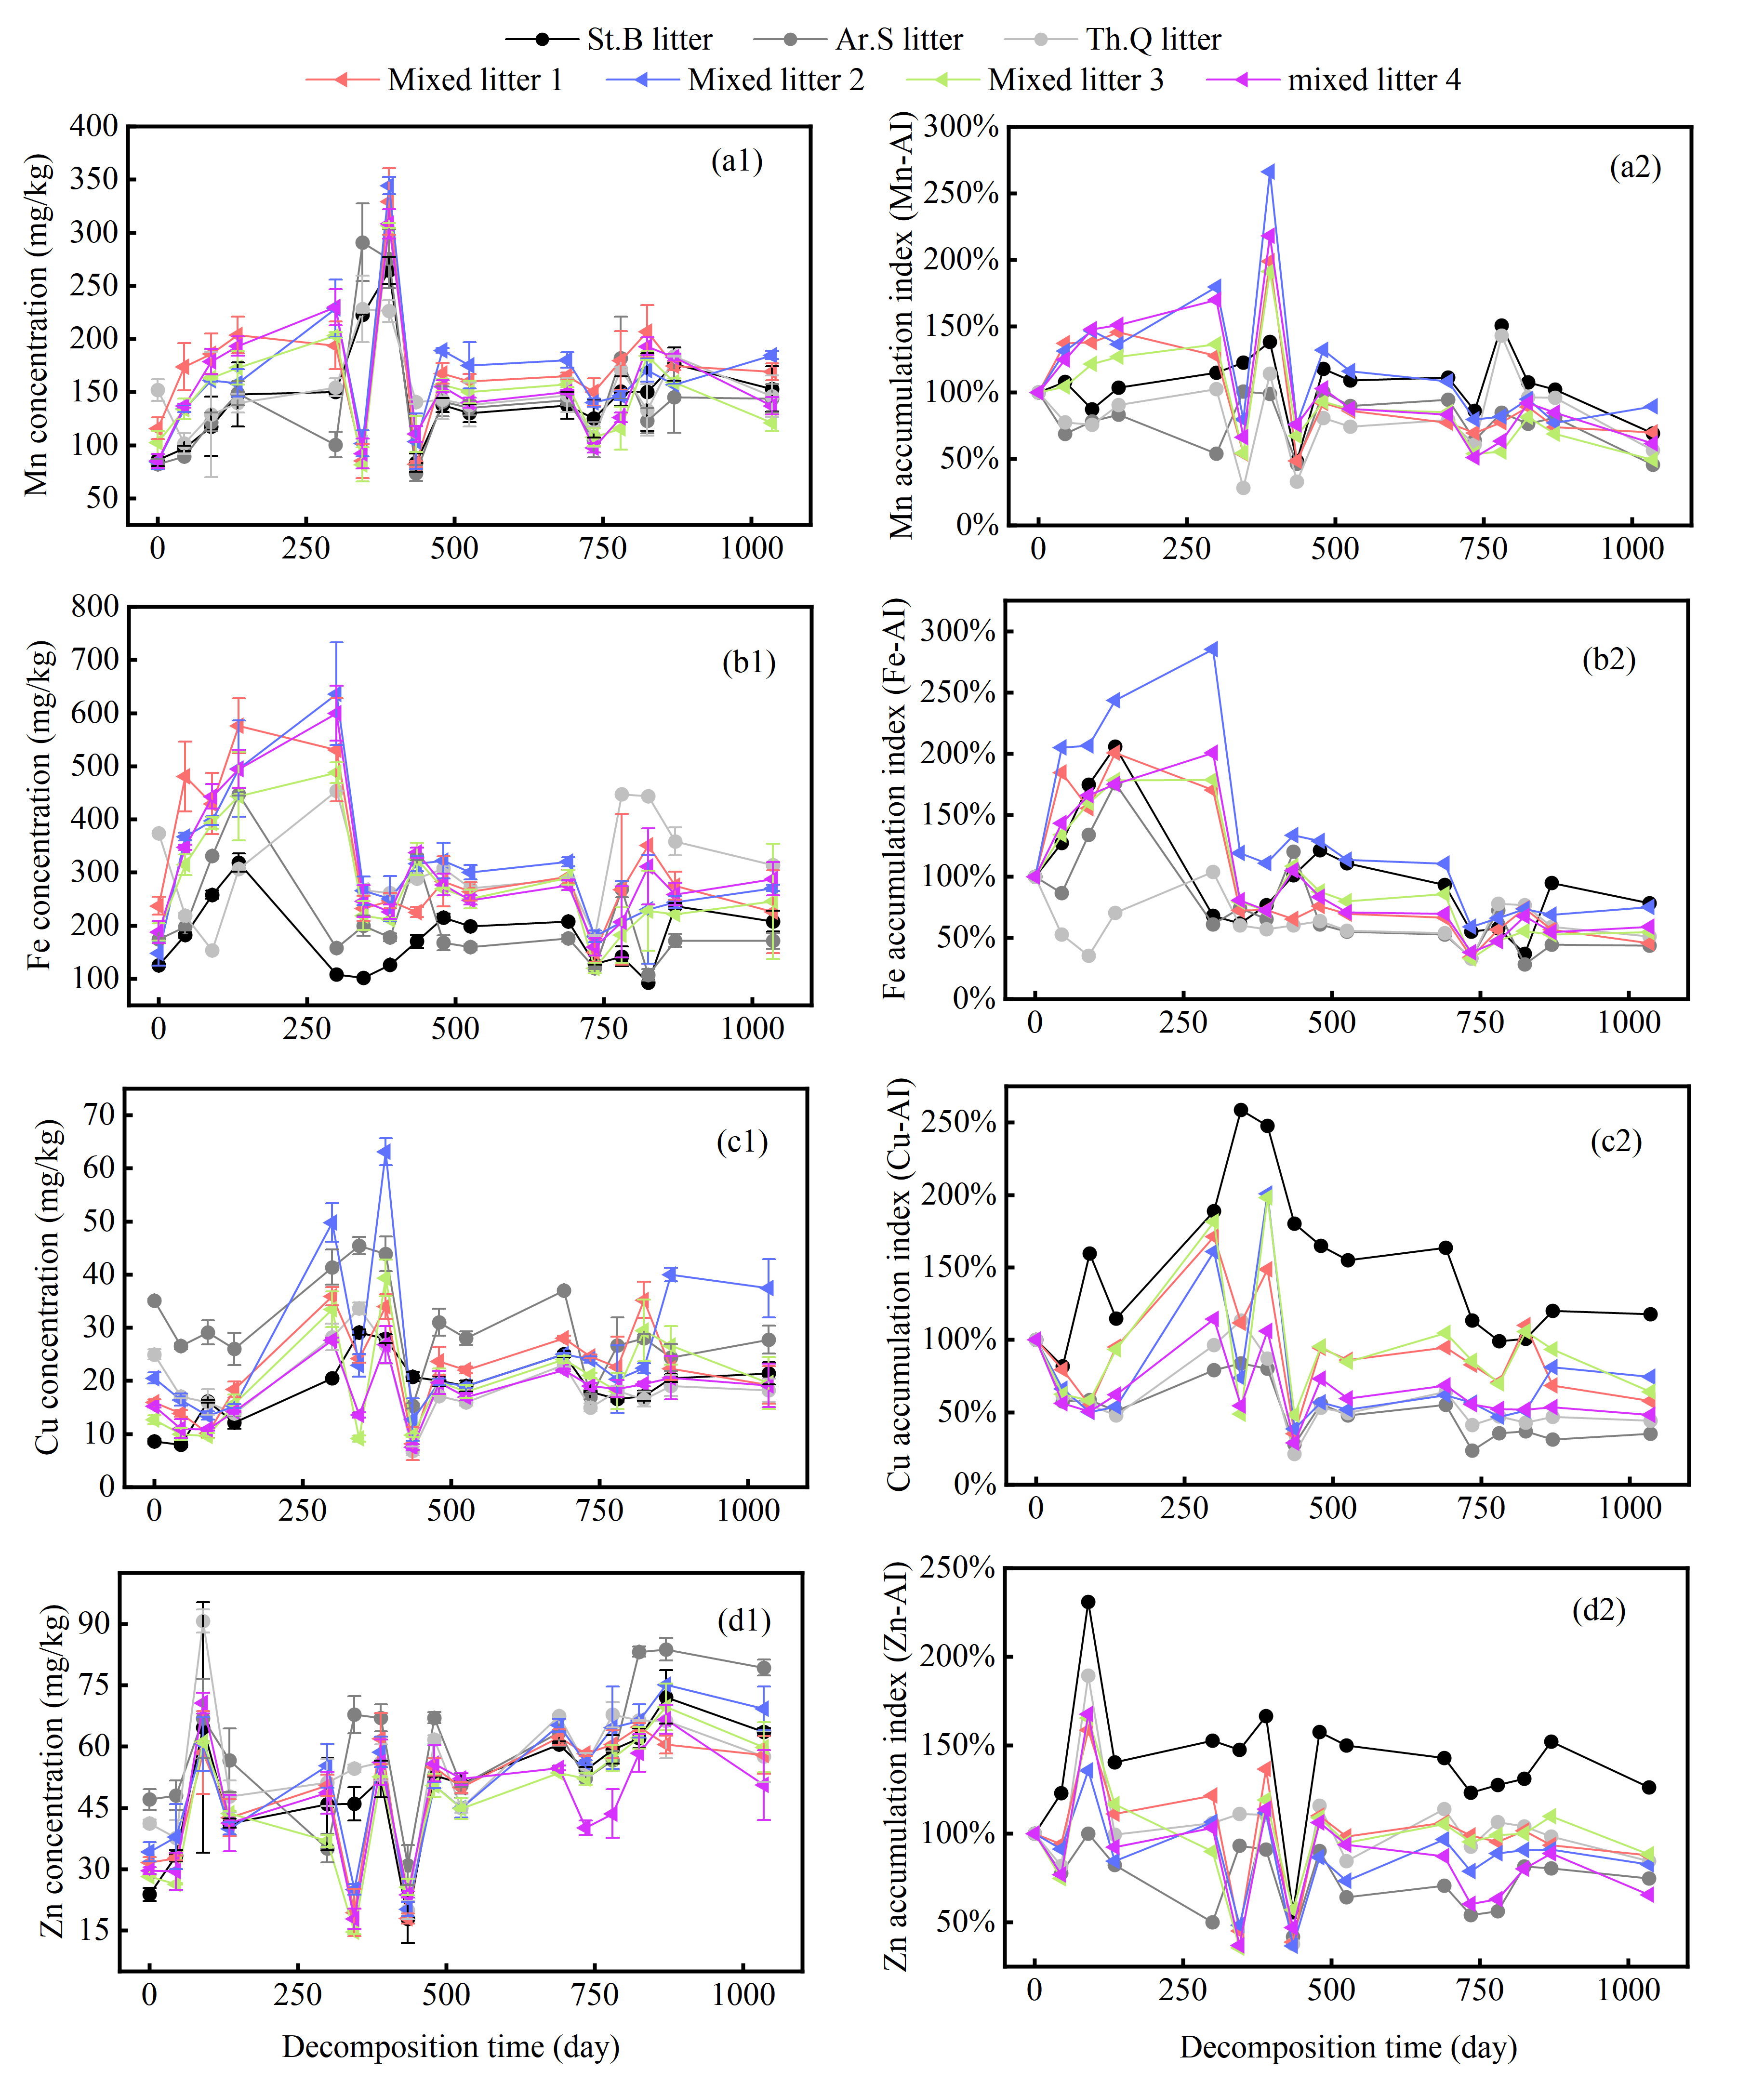 St.B litter Ar.S litter Th.Q litter
Mixed litter 1 Mixed litter 2 Mixed litter 3 mixed litter 4
Mn concentration (mg/kg)
400
350
300
250
200
150
100
50
(a1)
0 250 500 750 1000
Mn accumulation index (Mn-AI)
300%
250%
200%
150%
100%
50%
0%
(a2)
0 250 500 750 1000
Fe concentration (mg/kg)
800
700
600
500
400
300
200
100
(b1)
0 250 500 750 1000
Fe accumulation index (Fe-AI)
300%
250%
200%
150%
100%
50%
0%
(b2)
0 250 500 750 1000
Cu concentration (mg/kg)
70
60
50
40
30
20
10
0
(c1)
0 250 500 750 1000
Cu accumulation index (Cu-AI)
250%
200%
150%
100%
50%
0%
(c2)
0 250 500 750 1000
Zn concentration (mg/kg)
90
75
60
45
30
15
(d1)
0 250 500 750 1000
Decomposition time (day)
Zn accumulation index (Zn-AI)
250%
200%
150%
100%
50%
(d2)
0 250 500 750 1000
Decomposition time (day)